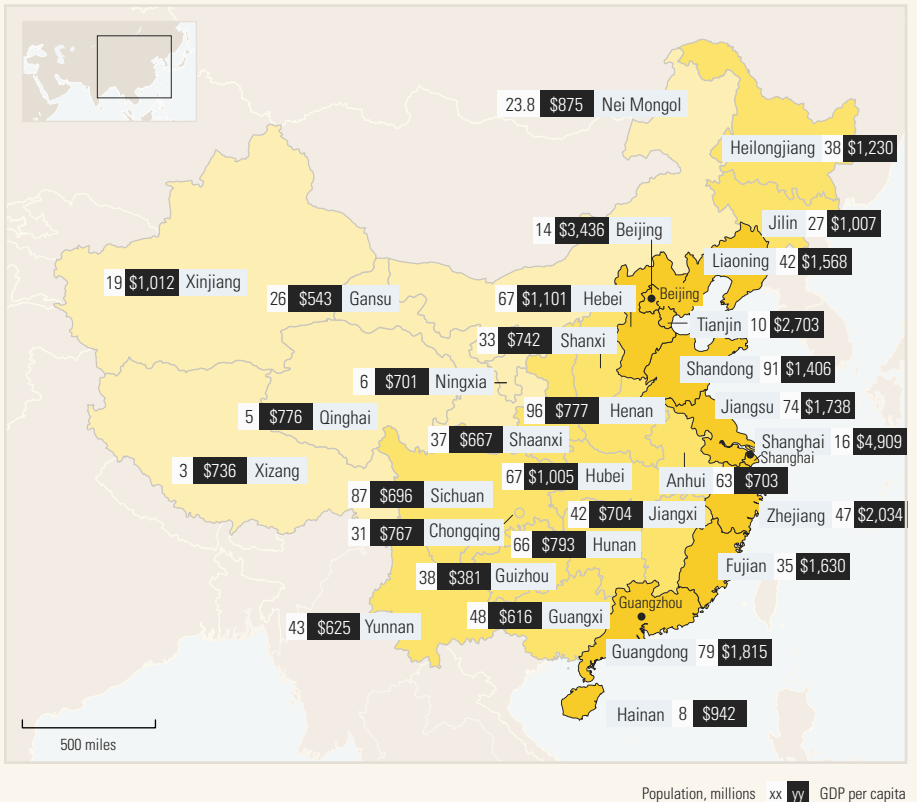 23.8 $875 Nei Mongol
Heilongjiang 38 $1,230
Jilin 27 $1,007
14 $3,436 Beijing
Liaoning 42 $1,568
19 $1,012 Xinjiang
26 $543 Gansu
67 $1,101 Hebei
Beijing
Tianjin 10 $2,703
33 $742 Shanxi
Shandong 91 $1,406
6 $701 Ningxia
5 $776 Qinghai
96 $777 Henan
Jiangsu 74 $1,738
37 $667 Shaanxi
Shanghai 16 $4,909
Shanghai
3 $736 Xizang
67 $1,005 Hubei
Anhui 63 $703
87 $696 Sichuan
42 $704 Jiangxi
Zhejiang 47 $2,034
31 $767 Chongqing
66 $793 Hunan
Fujian 35 $1,630
38 $381 Guizhou
Guangzhou
48 $616 Guangxi
43 $625 Yunnan
Guangdong 79 $1,815
Hainan 8 $942
500 miles
Population, millions xx yy GDP per capita